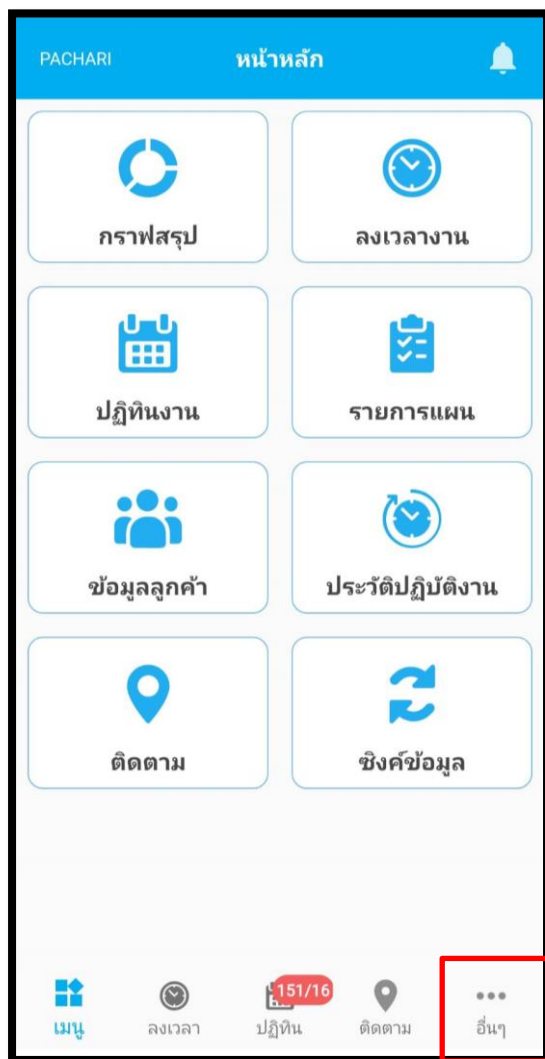 PACHARI หน้าหลัก
กราฟสรุป ลงเวลางาน
ปฏิทินงาน รายการแผน
ข้อมูลลูกค้า ประวัติปฏิบัติงาน
ติดตาม ซิงค์ข้อมูล
151/16
เมนู ลงเวลา ปฏิทิน ติดตาม อื่นๆ